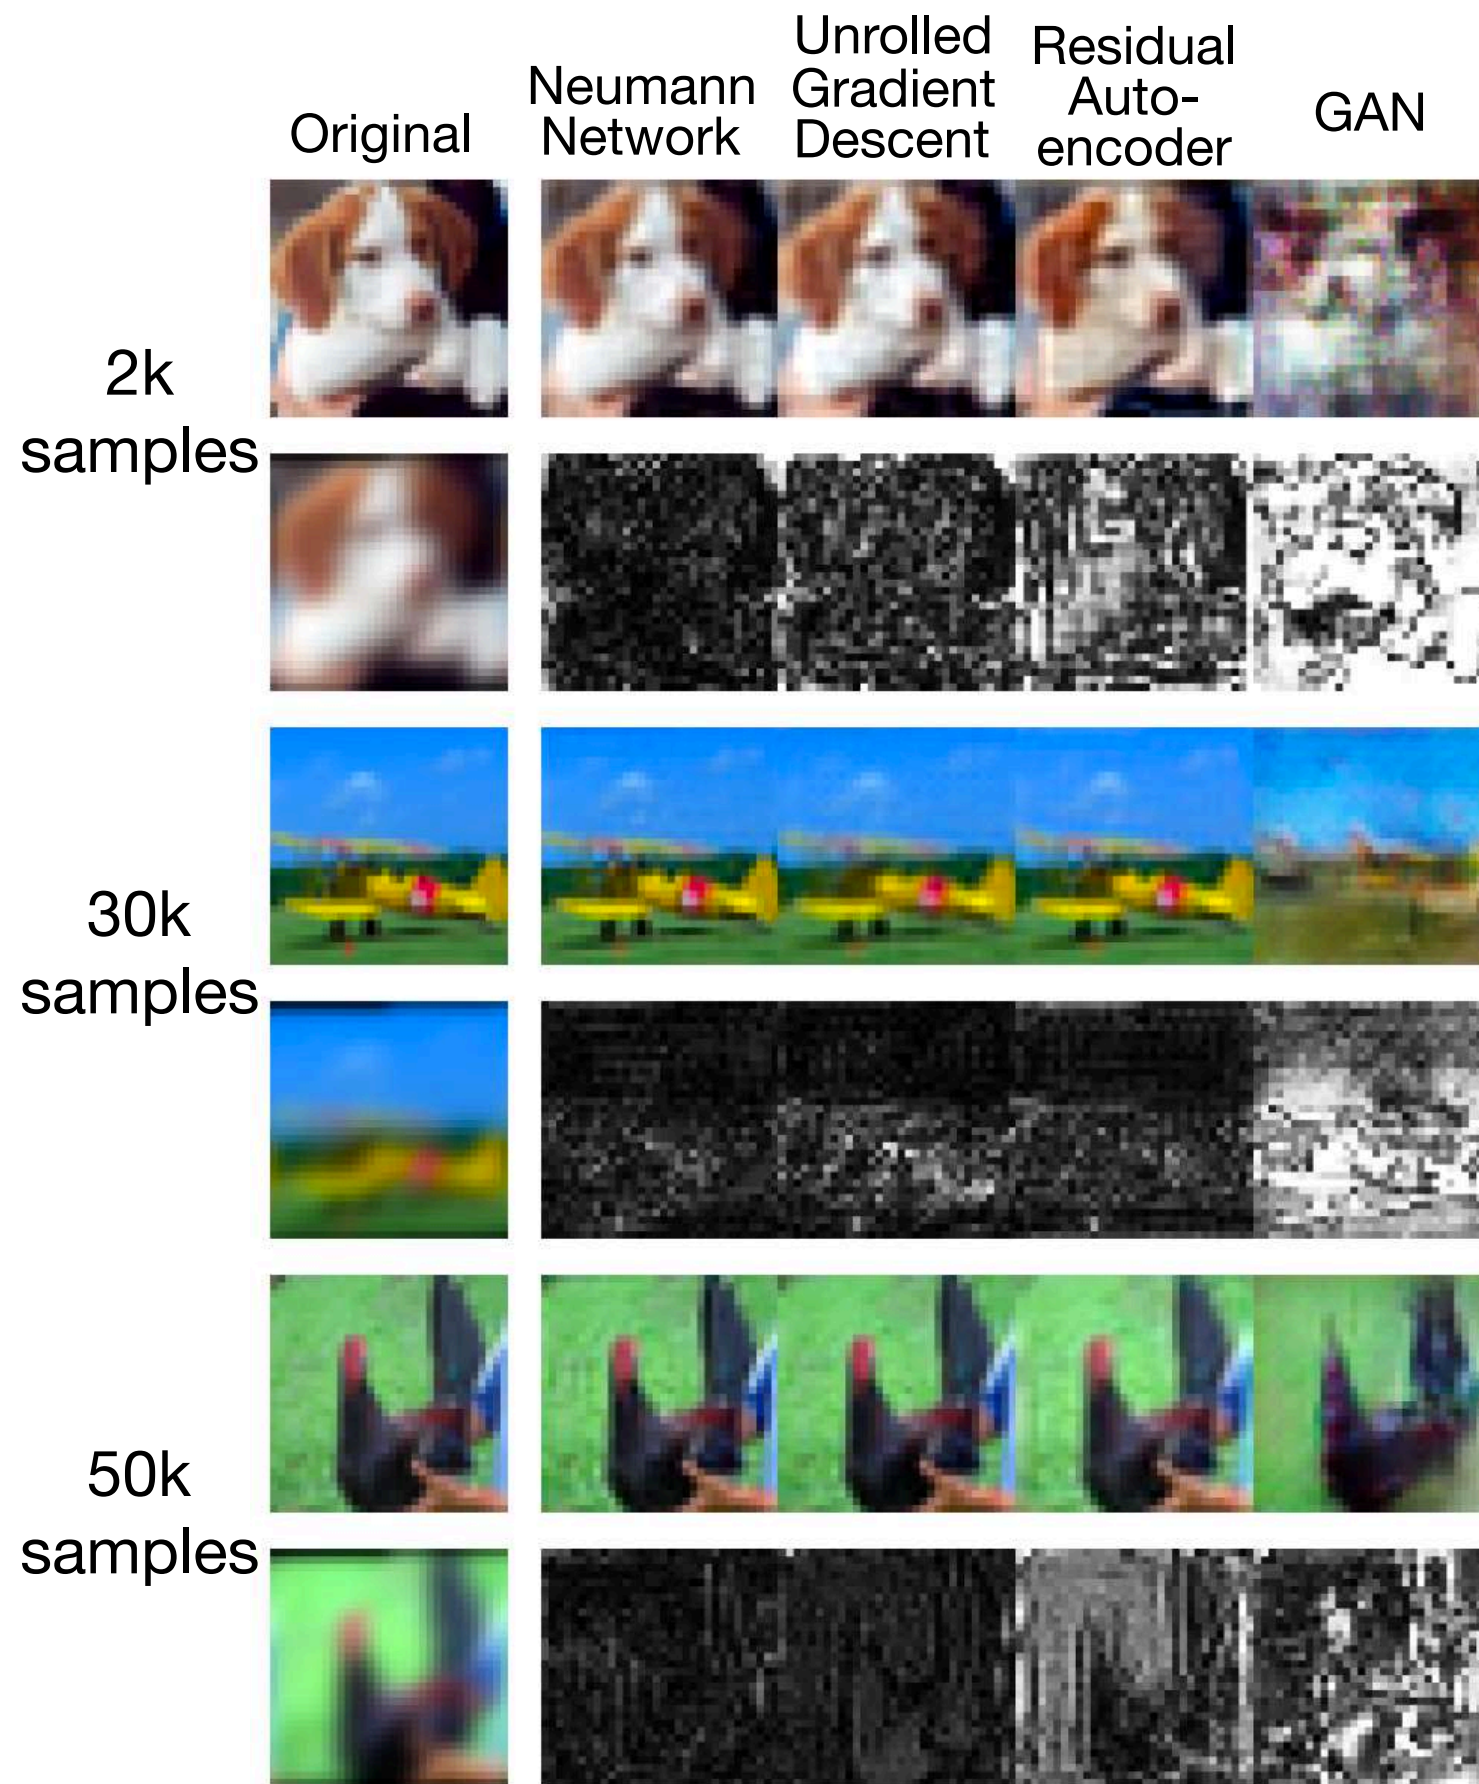 Original
Neumann
Network
Unrolled
Gradient
Descent
Residual
Auto-
encoder
GAN
2k
samples
30k
samples
50k
samples